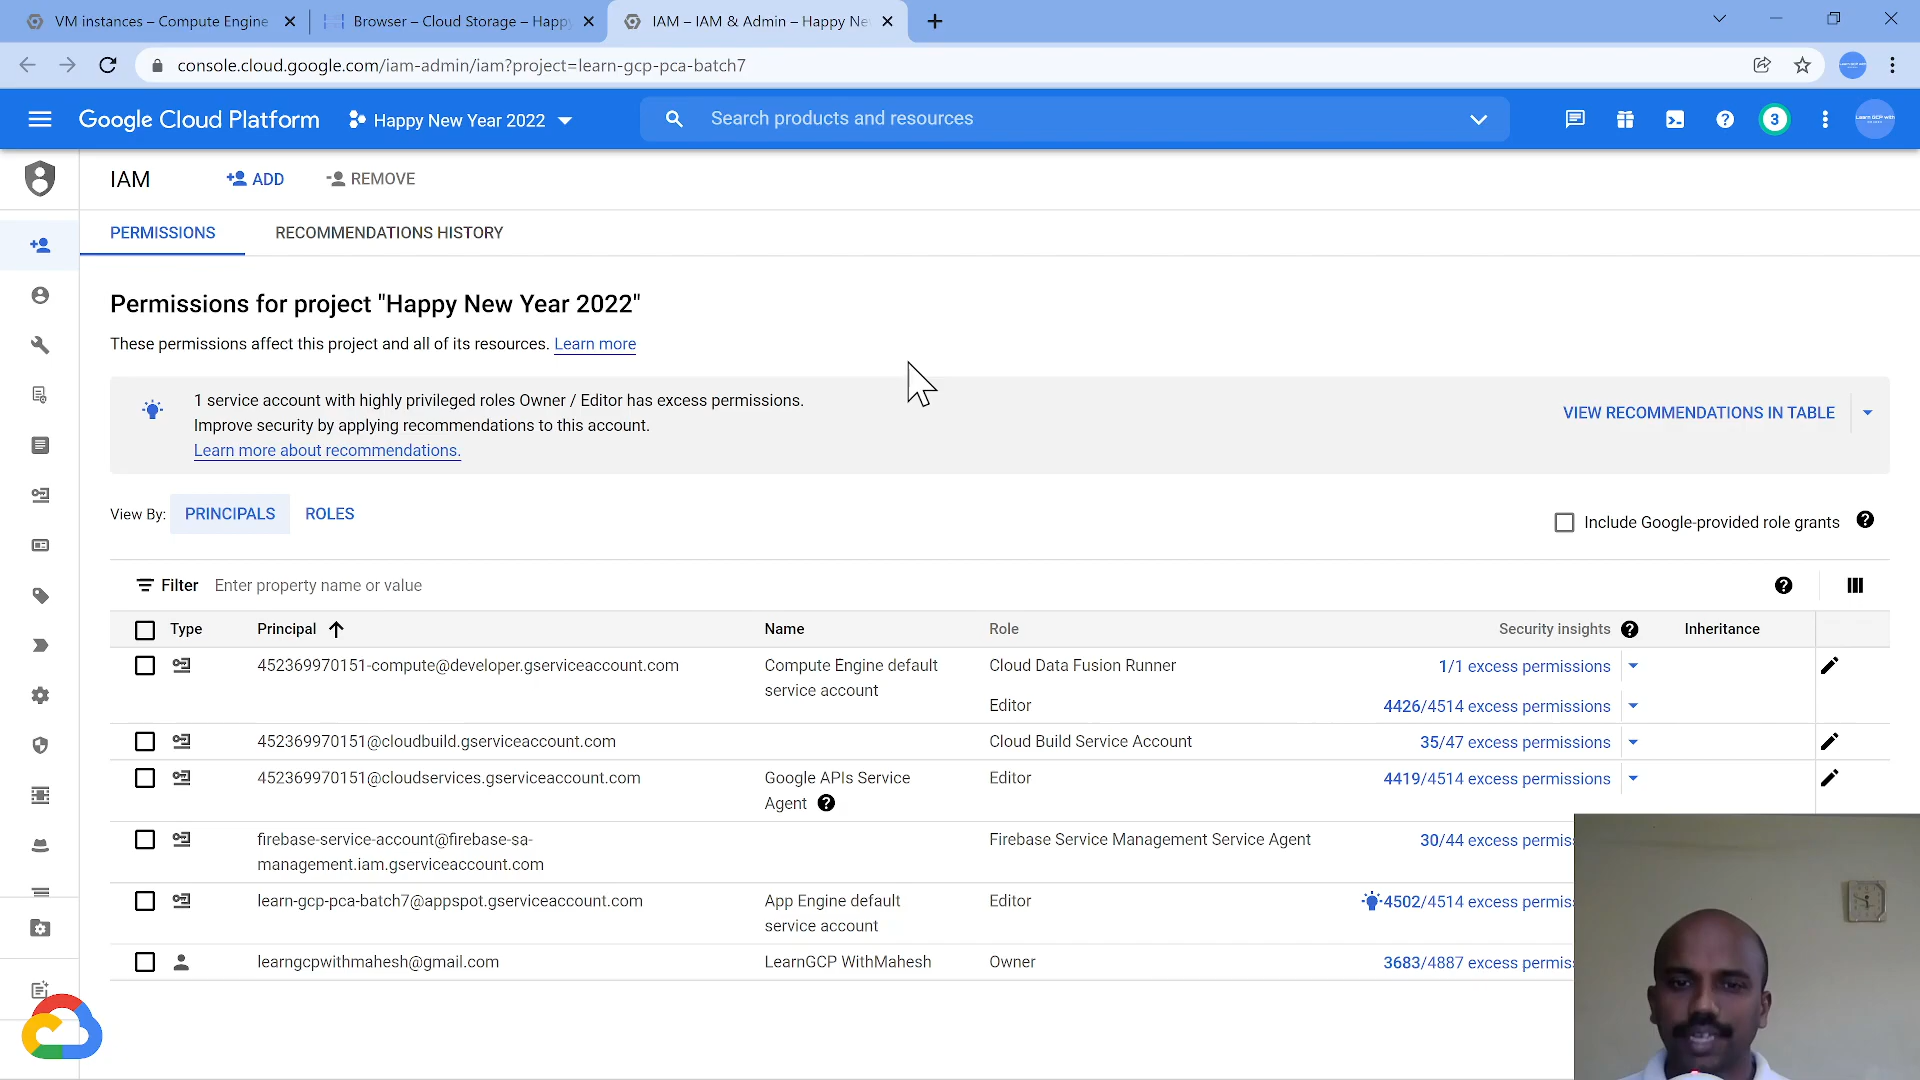 VM instances – Compute Engine
Browser – Cloud Storage – Happy
IAM – IAM & Admin – Happy Ne
console.cloud.google.com/iam-admin/iam?project=learn-gcp-pca-batch7
Google Cloud Platform
Happy New Year 2022
Search products and resources
3
IAM
ADD
REMOVE
PERMISSIONS
RECOMMENDATIONS HISTORY
Permissions for project "Happy New Year 2022"
These permissions affect this project and all of its resources. Learn more
1 service account with highly privileged roles Owner / Editor has excess permissions.
Improve security by applying recommendations to this account.
Learn more about recommendations.
VIEW RECOMMENDATIONS IN TABLE
View By: PRINCIPALS ROLES
Include Google-provided role grants
Filter Enter property name or value
Type Principal Name Role Security insights Inheritance
452369970151-compute@developer.gserviceaccount.com Compute Engine default Cloud Data Fusion Runner 1/1 excess permissions
service account
Editor 4426/4514 excess permissions
452369970151@cloudbuild.gserviceaccount.com Cloud Build Service Account 35/47 excess permissions
452369970151@cloudservices.gserviceaccount.com Google APIs Service Editor 4419/4514 excess permissions
Agent
firebase-service-account@firebase-sa- Firebase Service Management Service Agent 30/44 excess permis
management.iam.gserviceaccount.com
learn-gcp-pca-batch7@appspot.gserviceaccount.com App Engine default Editor 4502/4514 excess permis
service account
learngcpwithmahesh@gmail.com LearnGCP WithMahesh Owner 3683/4887 excess permis